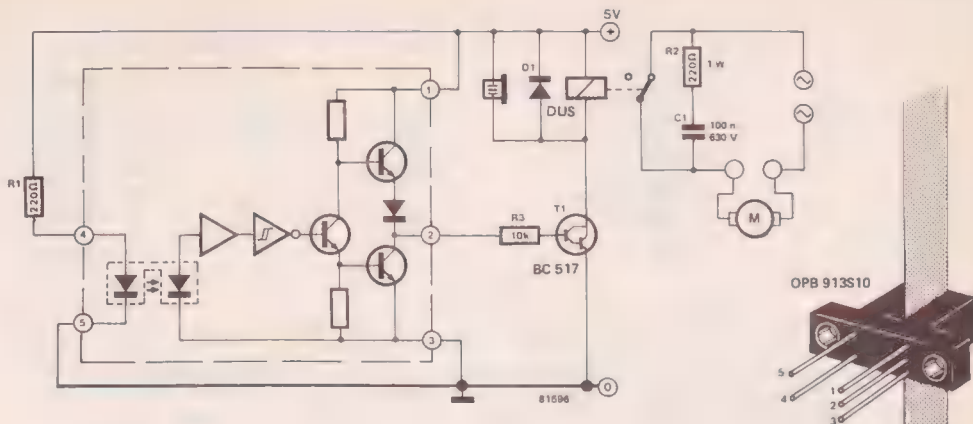 5V
+
R1
220Ω
1
D1
DUS
R2
220Ω
1 W
C1
100 n
630 V
M
4
5
2
3
R3
10k
T1
BC 517
0
81596
OPB 913S10
5
4
1
2
3